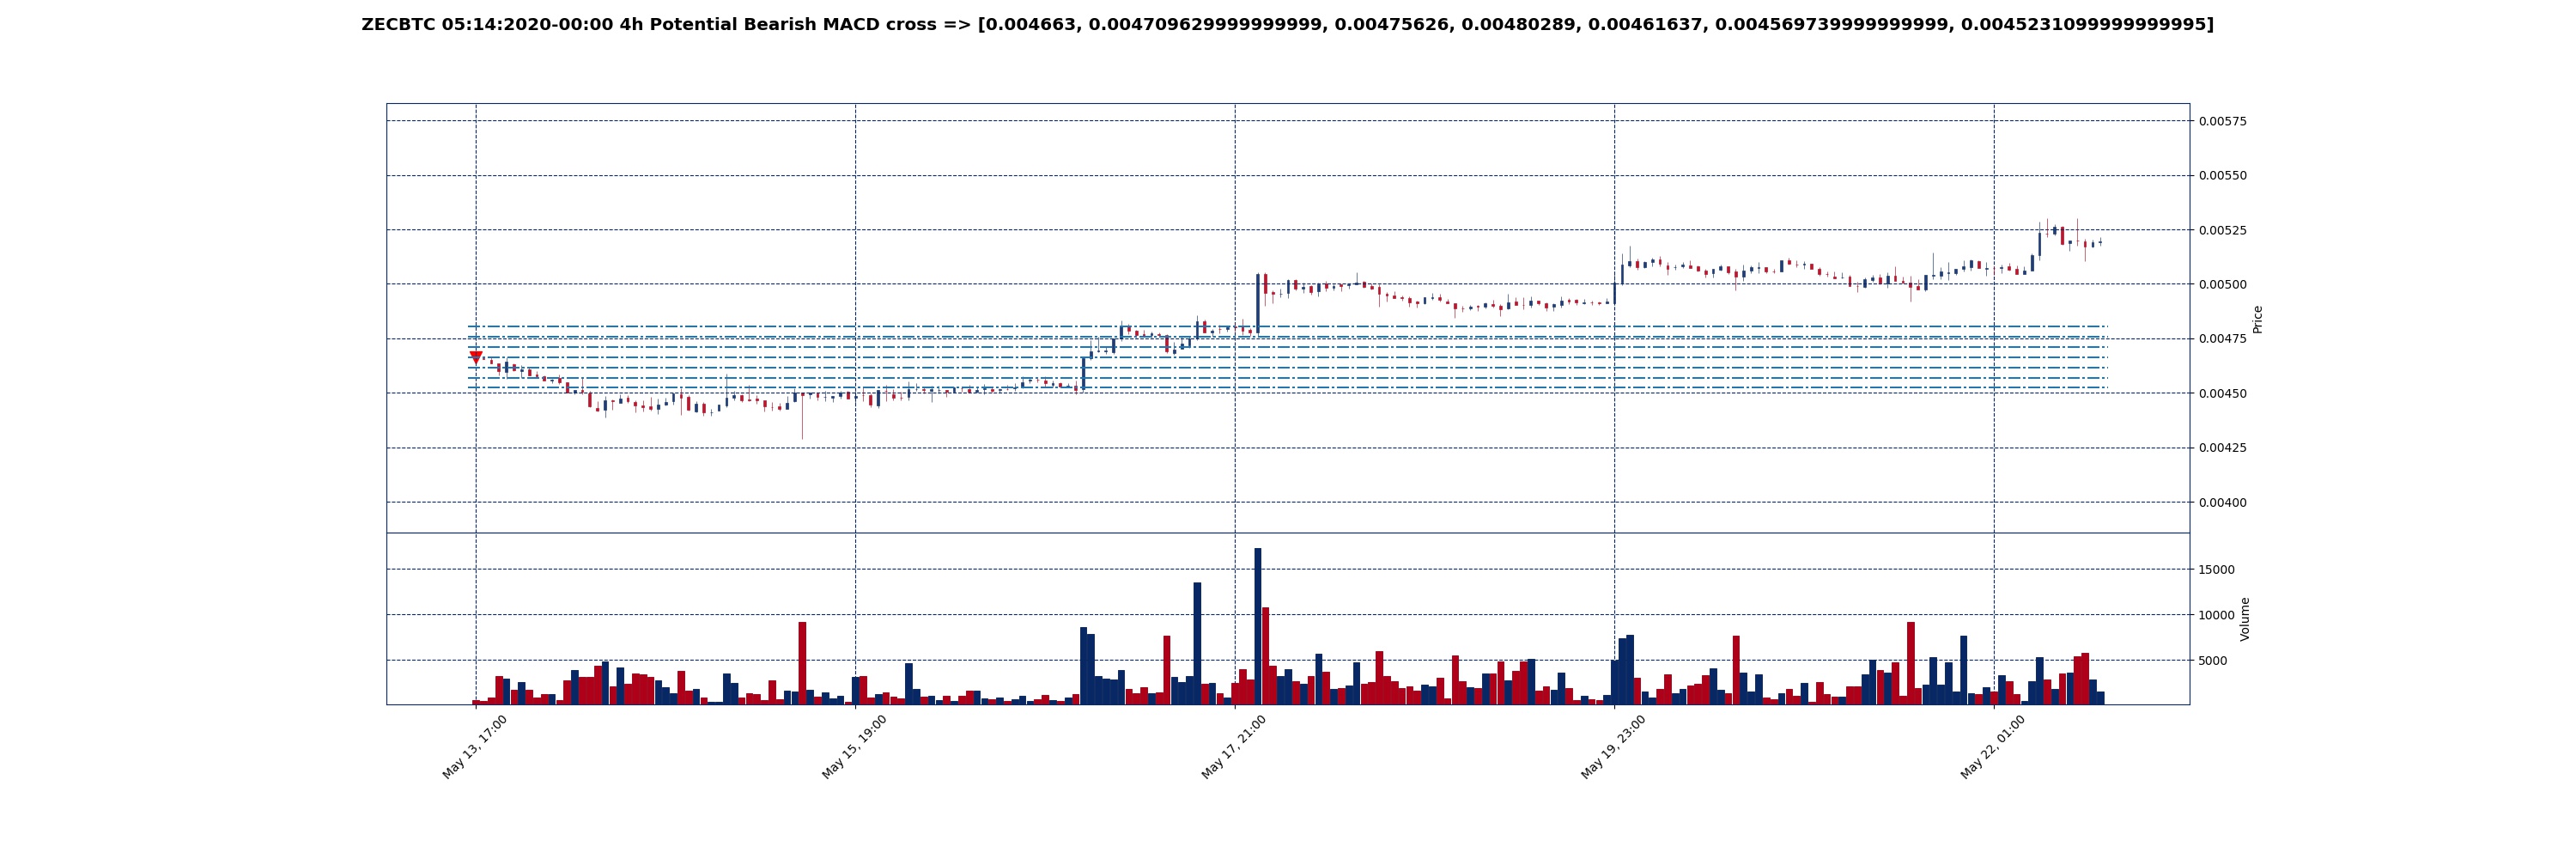 ZECBTC 05:14:2020-00:00 4h Potential Bearish MACD cross => [0.004663, 0.004709629999999999, 0.00475626, 0.00480289, 0.00461637, 0.004569739999999999, 0.0045231099999999995]
0.00575
0.00550
0.00525
0.00500
0.00475
0.00450
0.00425
0.00400
Price
15000
10000
5000
Volume
May 13, 17:00
May 15, 19:00
May 17, 21:00
May 19, 23:00
May 22, 01:00